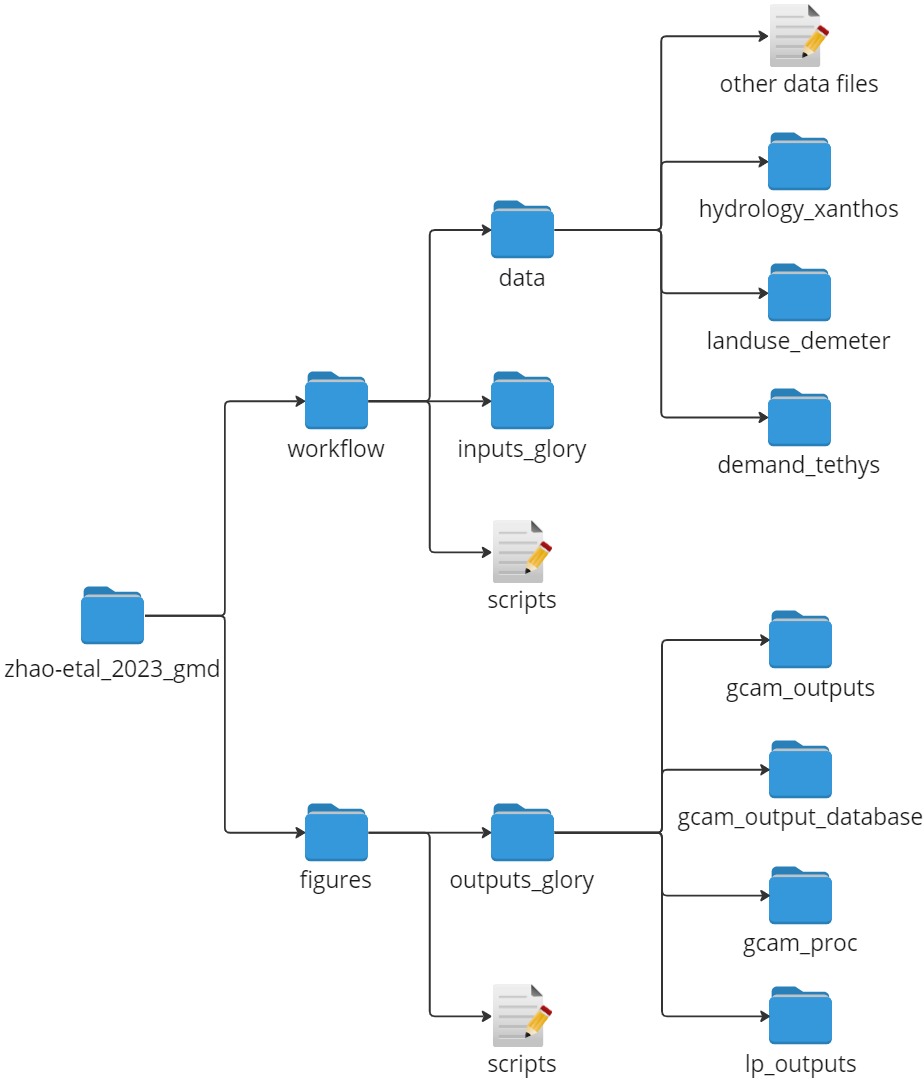 other data files
hydrology_xanthos
data
landuse_demeter
workflow
inputs_glory
demand_tethys
scripts
zhao-etal_2023_gmd
gcam_outputs
gcam_output_database
figures
outputs_glory
gcam_proc
scripts
lp_outputs